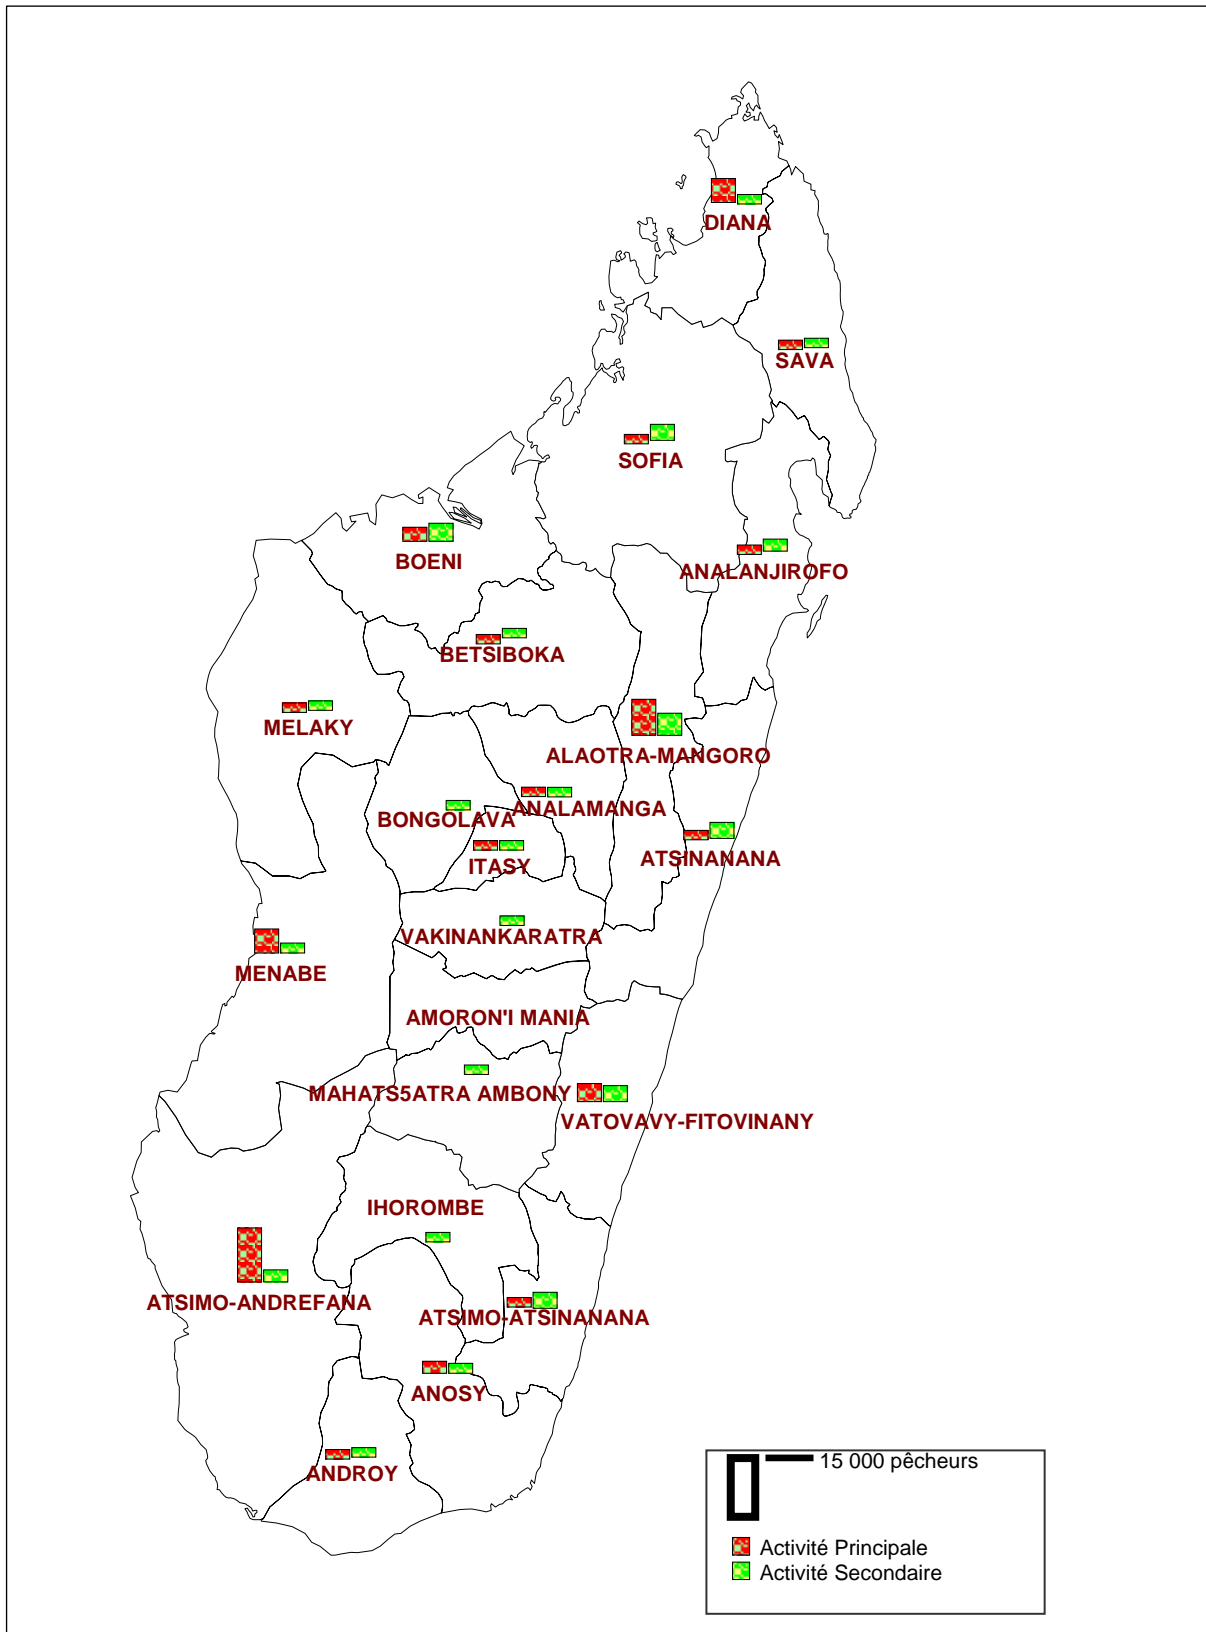 DIANA
SAVA
SOFIA
BOENI
ANALANJIROFO
BETSIBOKA
MELAKY
ALAOTRA-MANGORO
ANALAMANGA
BONGOLAVA
ATSINANANA
ITASY
VAKINANKARATRA
MENABE
AMORON'I MANIA
MAHATS5ATRA AMBONY
VATOVAVY-FITOVINANY
IHOROMBE
ATSIMO-ANDREFANA
ATSIMO-ATSINANANA
ANOSY
ANDROY
15 000 pêcheurs
Activité Principale
Activité Secondaire